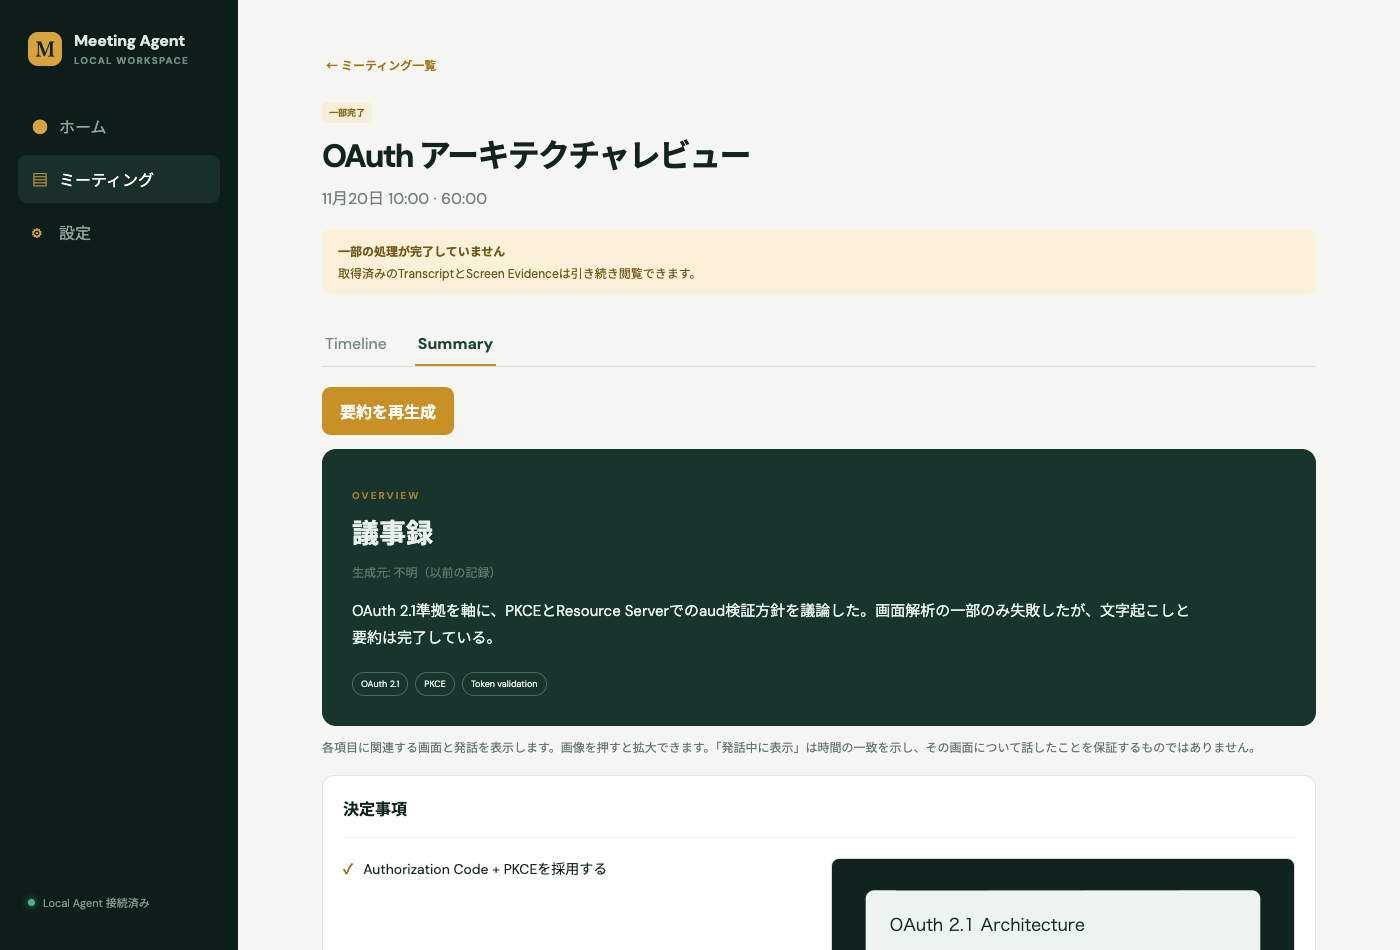 M
Meeting Agent
LOCAL WORKSPACE
ホーム
ミーティング
設定
Local Agent 接続済み
← ミーティング一覧
一部完了
OAuth アーキテクチャレビュー
11月20日 10:00 · 60:00
一部の処理が完了していません
取得済みのTranscriptとScreen Evidenceは引き続き閲覧できます。
Timeline
Summary
要約を再生成
OVERVIEW
議事録
生成元: 不明（以前の記録）
OAuth 2.1準拠を軸に、PKCEとResource Serverでのaud検証方針を議論した。画面解析の一部のみ失敗したが、文字起こしと
要約は完了している。
OAuth 2.1
PKCE
Token validation
各項目に関連する画面と発話を表示します。画像を押すと拡大できます。「発話中に表示」は時間の一致を示し、その画面について話したことを保証するものではありません。
決定事項
✓ Authorization Code + PKCEを採用する
OAuth 2.1 Architecture